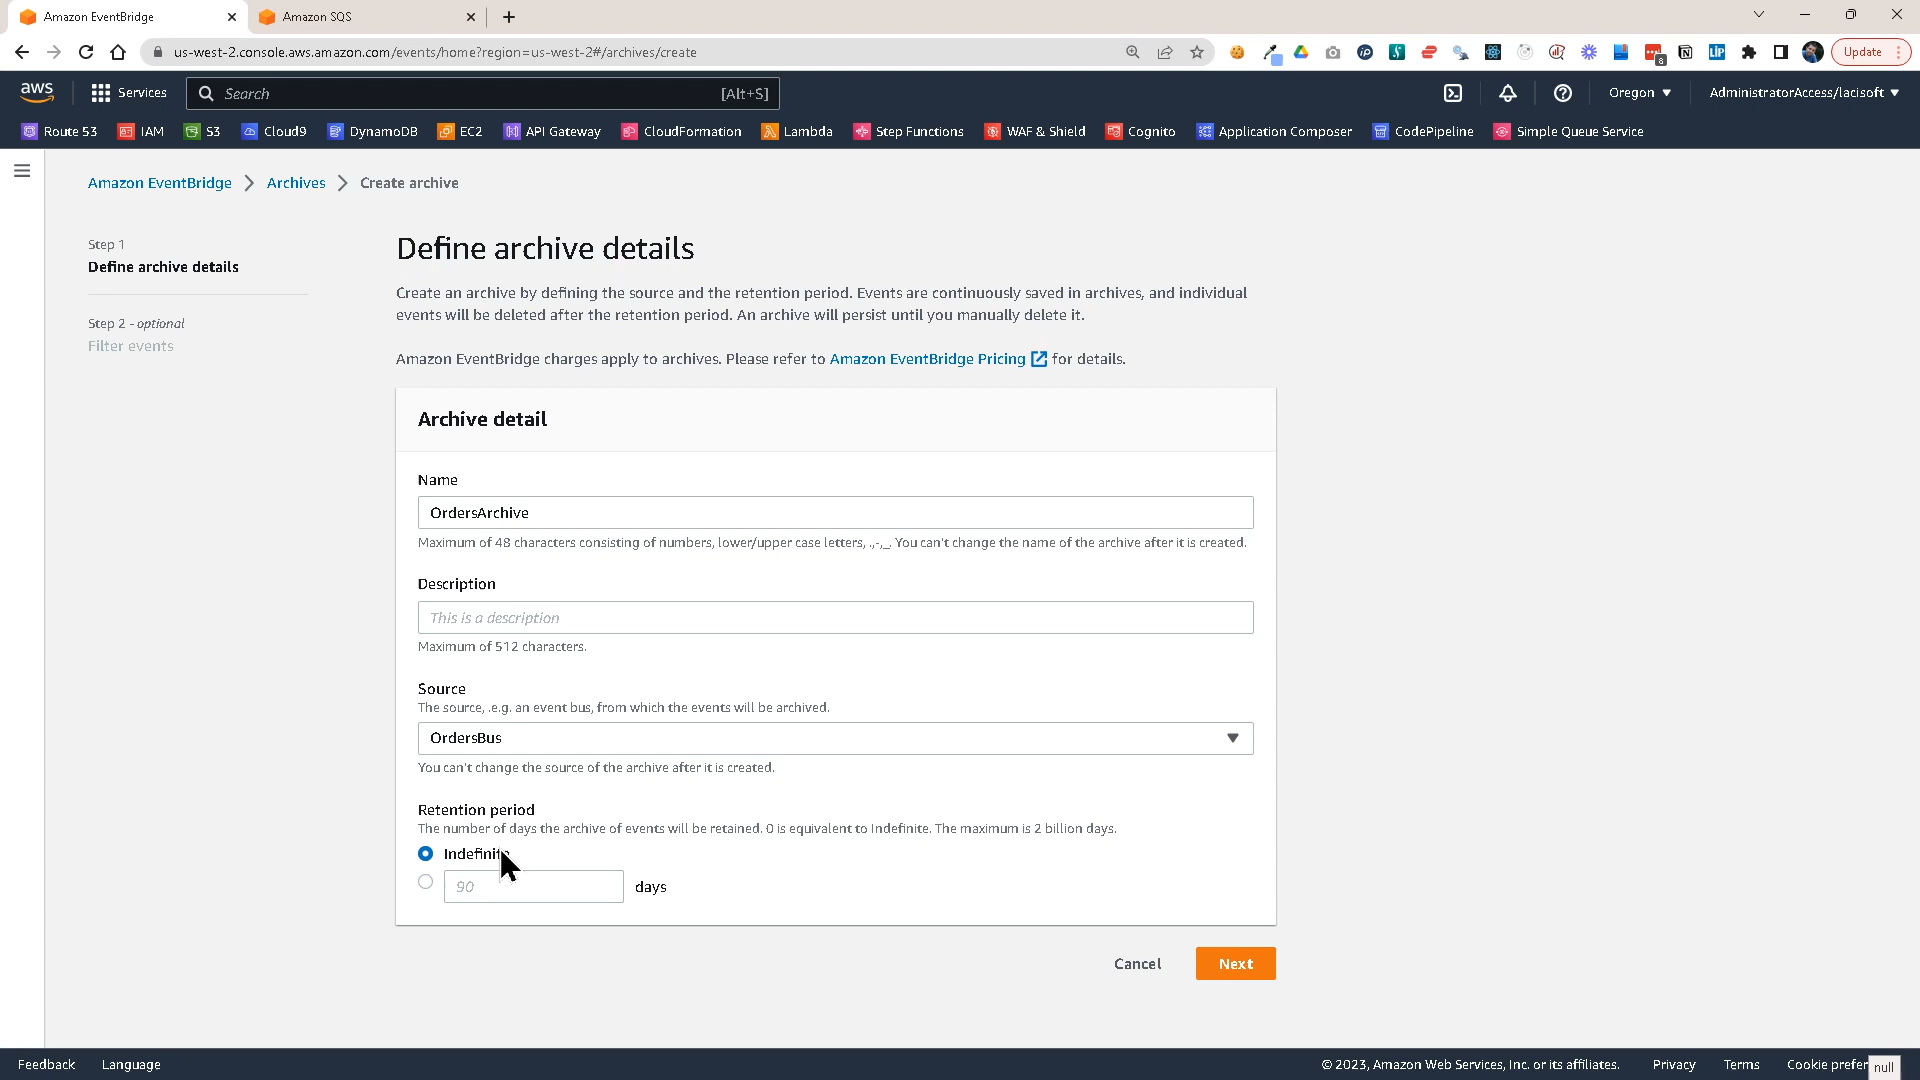 Amazon EventBridge
Amazon SQS
us-west-2.console.aws.amazon.com/events/home?region=us-west-2#/archives/create
Update
aws
Services
Search
[Alt+S]
Oregon
AdministratorAccess/lacisoft
Route 53
IAM
S3
Cloud9
DynamoDB
EC2
API Gateway
CloudFormation
Lambda
Step Functions
WAF & Shield
Cognito
Application Composer
CodePipeline
Simple Queue Service
Amazon EventBridge
Archives
Create archive
Step 1
Define archive details
Step 2 - optional
Filter events
Define archive details
Create an archive by defining the source and the retention period. Events are continuously saved in archives, and individual
events will be deleted after the retention period. An archive will persist until you manually delete it.
Amazon EventBridge charges apply to archives. Please refer to Amazon EventBridge Pricing for details.
Archive detail
Name
OrdersArchive
Maximum of 48 characters consisting of numbers, lower/upper case letters, .,-,_. You can't change the name of the archive after it is created.
Description
This is a description
Maximum of 512 characters.
Source
The source, .e.g. an event bus, from which the events will be archived.
OrdersBus
You can't change the source of the archive after it is created.
Retention period
The number of days the archive of events will be retained. 0 is equivalent to Indefinite. The maximum is 2 billion days.
Indefinite
90
days
Cancel
Next
Feedback
Language
© 2023, Amazon Web Services, Inc. or its affiliates.
Privacy
Terms
Cookie prefer
null